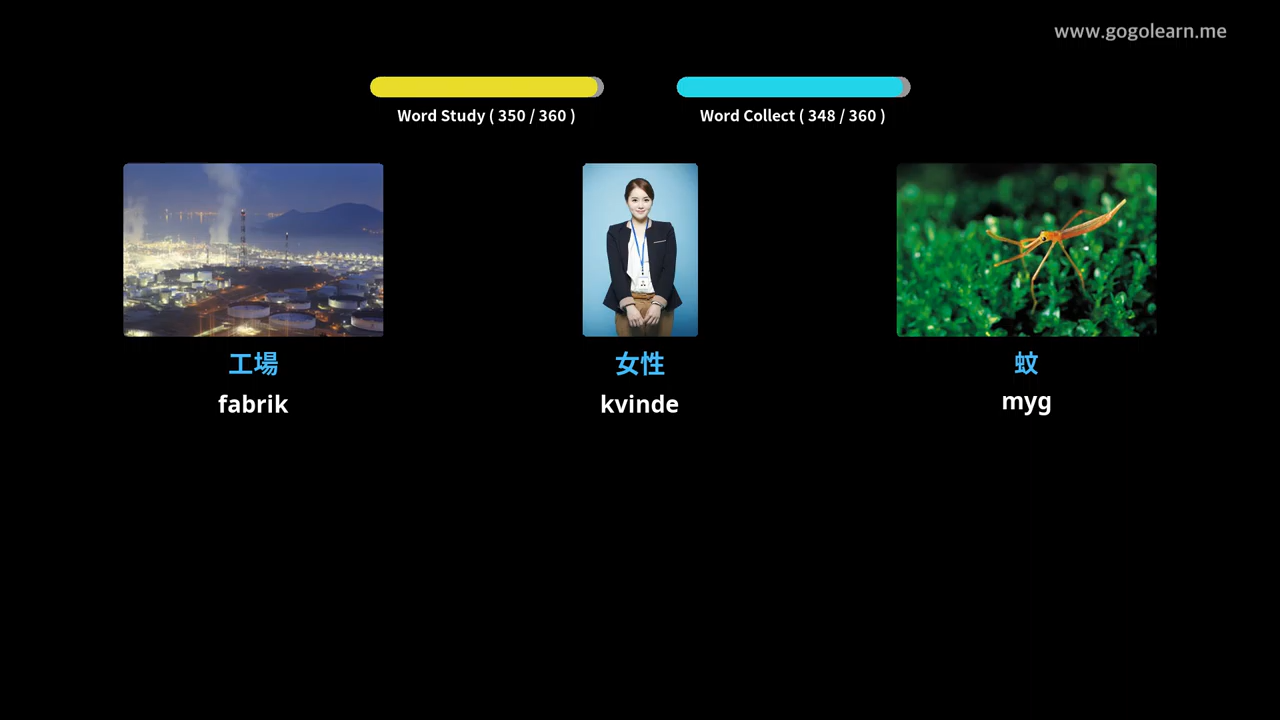 www.gogolearn.me
Word Study ( 350 / 360 )
Word Collect ( 348 / 360 )
工場
女性
蚊
fabrik
kvinde
myg